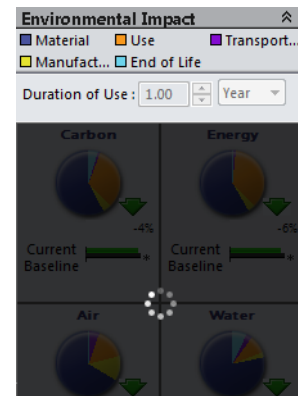 Environmental Impact
Material Use Transport...
Manufact... End of Life
Duration of Use : 1.00 Year
Carbon Energy
-4% -6%
Current Current
Baseline Baseline
Air Water